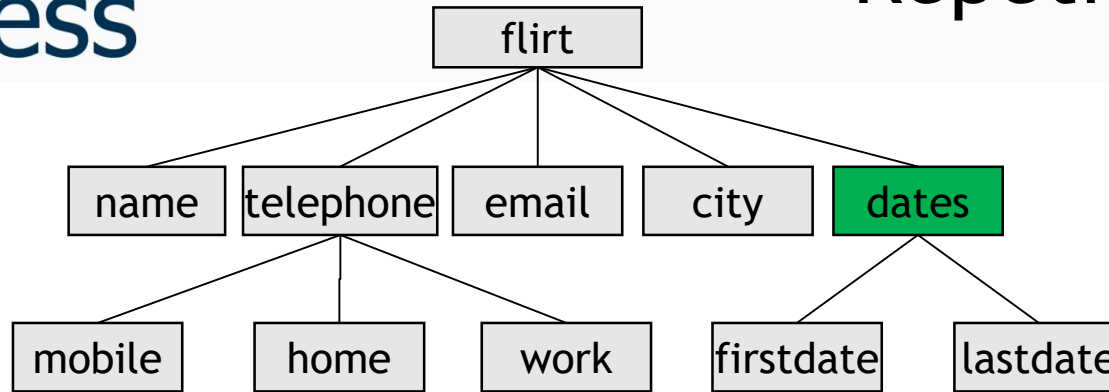 ess
flirt
name telephone email city dates
mobile home work firstdate lastdate